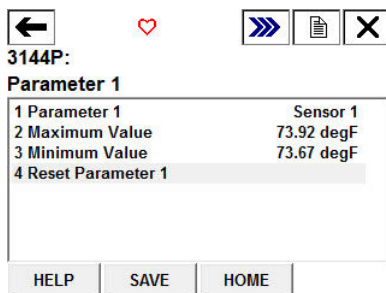 3144P:
Parameter 1
1 Parameter 1 Sensor 1
2 Maximum Value 73.92 degF
3 Minimum Value 73.67 degF
4 Reset Parameter 1
HELP SAVE HOME